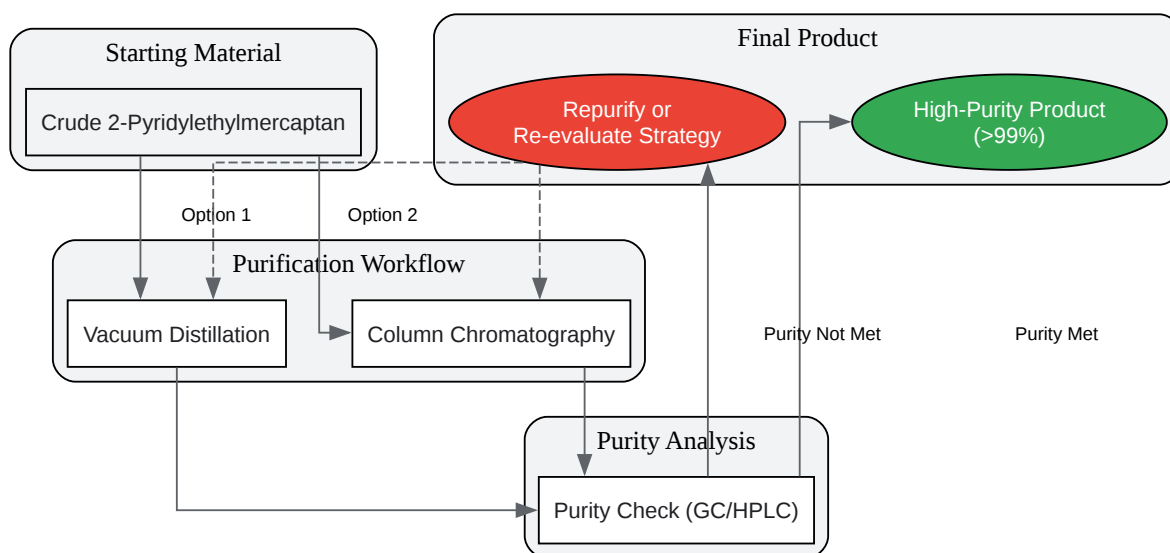 Starting Material
Crude 2-Pyridylethylmercaptan
Final Product
Repurify or
Re-evaluate Strategy
High-Purity Product
(>99%)
Option 1
Option 2
Purification Workflow
Vacuum Distillation
Column Chromatography
Purity Not Met
Purity Met
Purity Analysis
Purity Check (GC/HPLC)